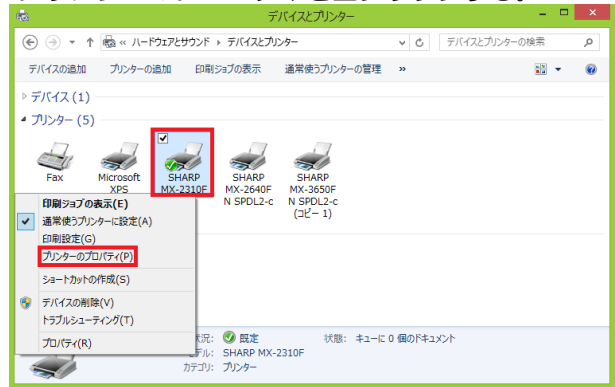 デバイスとプリンター
« ハードウェアとサウンド ▸ デバイスとプリンター
デバイスとプリンターの検索
デバイスの追加 プリンターの追加 印刷ジョブの表示 通常使うプリンターの管理 »
デバイス (1)
プリンター (5)
Fax
Microsoft
XPS
SHARP
MX-2310F
SHARP
MX-2640F
N SPDL2-c
SHARP
MX-3650F
N SPDL2-c
(コピー 1)
印刷ジョブの表示(E)
通常使うプリンターに設定(A)
印刷設定(G)
プリンターのプロパティ(P)
ショートカットの作成(S)
デバイスの削除(V)
トラブルシューティング(T)
プロパティ(R)
状況: 既定 状態: キューに 0 個のドキュメント
モデル: SHARP MX-2310F
カテゴリ: プリンター